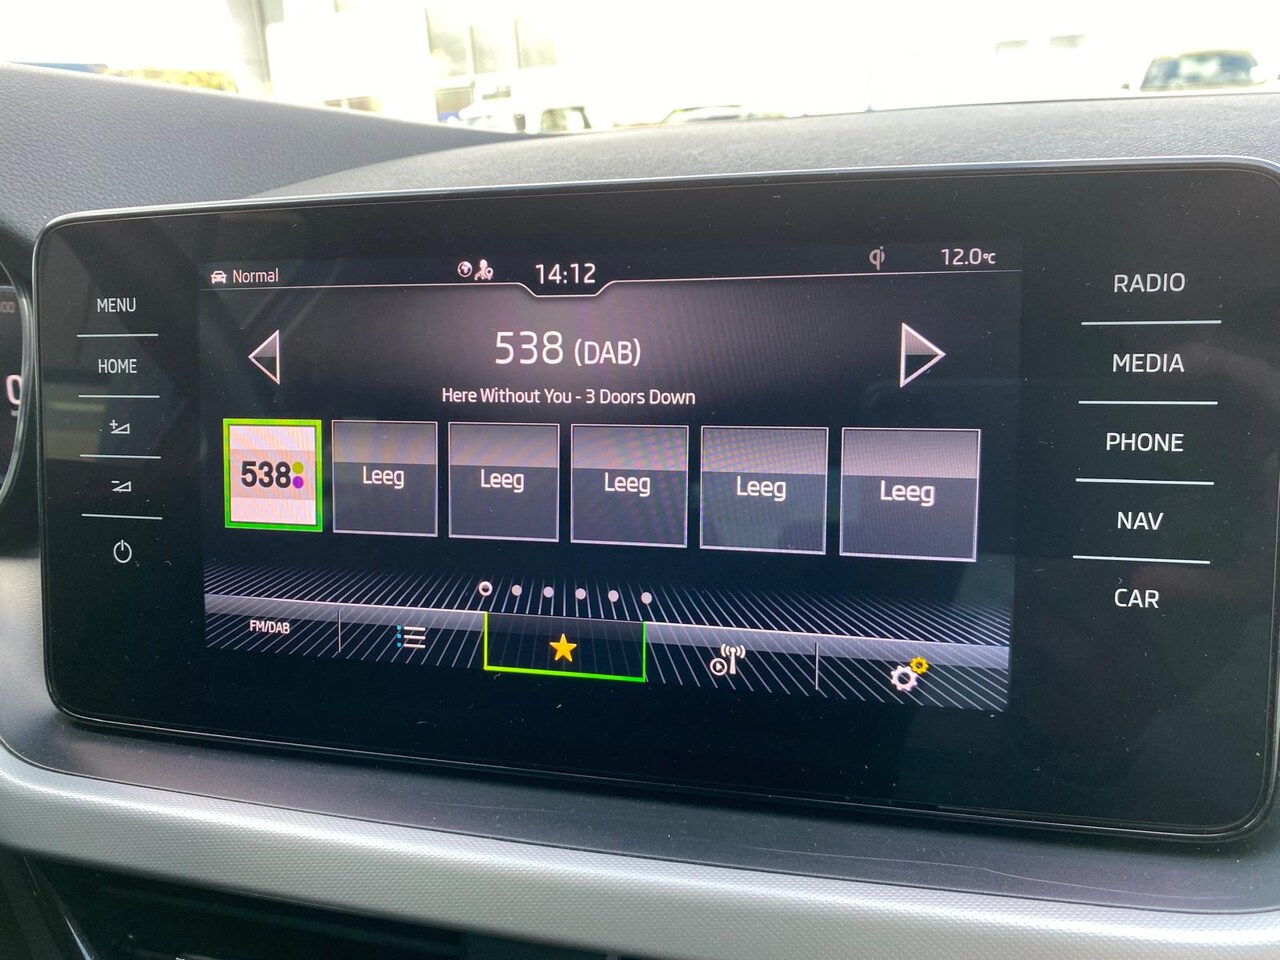 Normal
14:12
12.0°C
MENU
HOME
538 (DAB)
Here Without You - 3 Doors Down
538
Leeg
Leeg
Leeg
Leeg
Leeg
FM/DAB
RADIO
MEDIA
PHONE
NAV
CAR